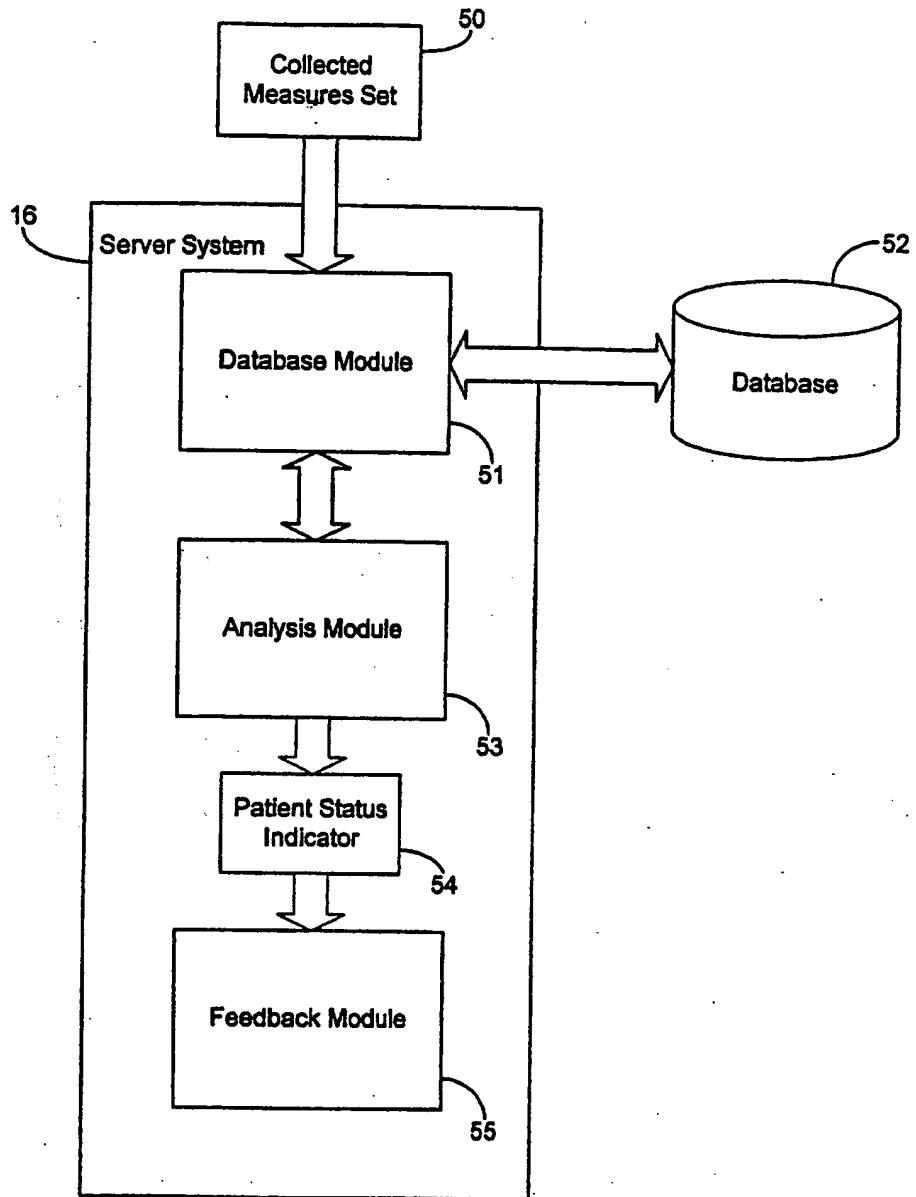 50
Collected
Measures Set
16
Server System
52
Database Module
Database
51
Analysis Module
53
Patient Status
Indicator
54
Feedback Module
55